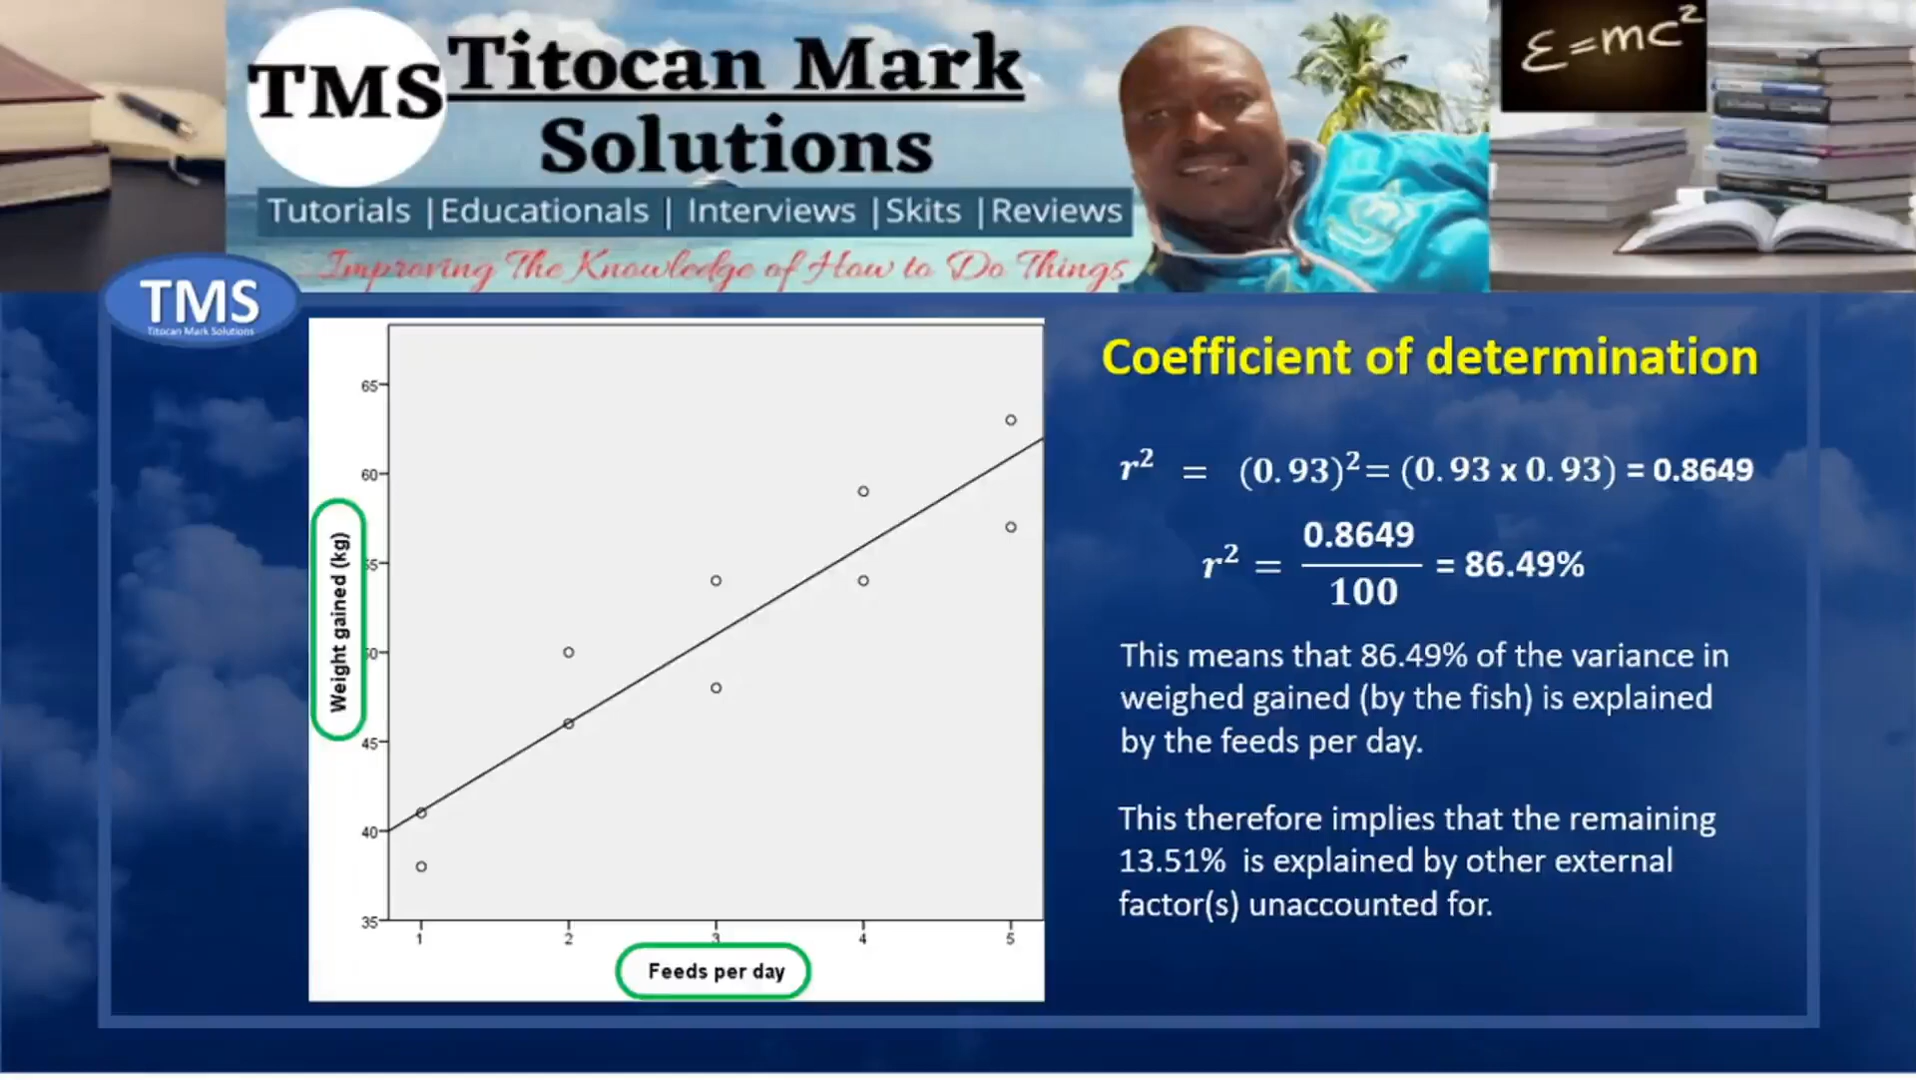 ε=mc²
TMS
Titocan Mark
Solutions
Tutorials |Educationals | Interviews |Skits |Reviews
Improving The Knowledge of How to Do Things
TMS
Titocan Mark Solutions
Coefficient of determination
r² = (0.93)² = (0.93 x 0.93) = 0.8649
r² = 0.8649/100 = 86.49%
This means that 86.49% of the variance in
weighed gained (by the fish) is explained
by the feeds per day.
This therefore implies that the remaining
13.51% is explained by other external
factor(s) unaccounted for.
Weight gained (kg)
65
60
55
50
45
40
35
1 2 3 4 5
Feeds per day